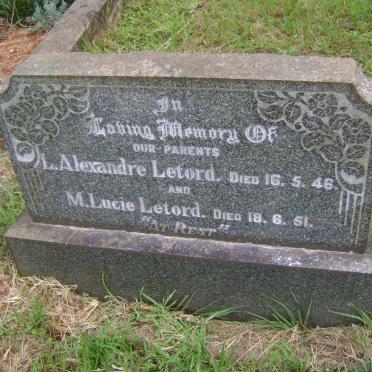 In
Loving Memory Of
OUR PARENTS
L. Alexandre Letord. DIED 16. 5. 46.
AND
M. Lucie Letord. DIED 18. 6. 51.
"AT REST"